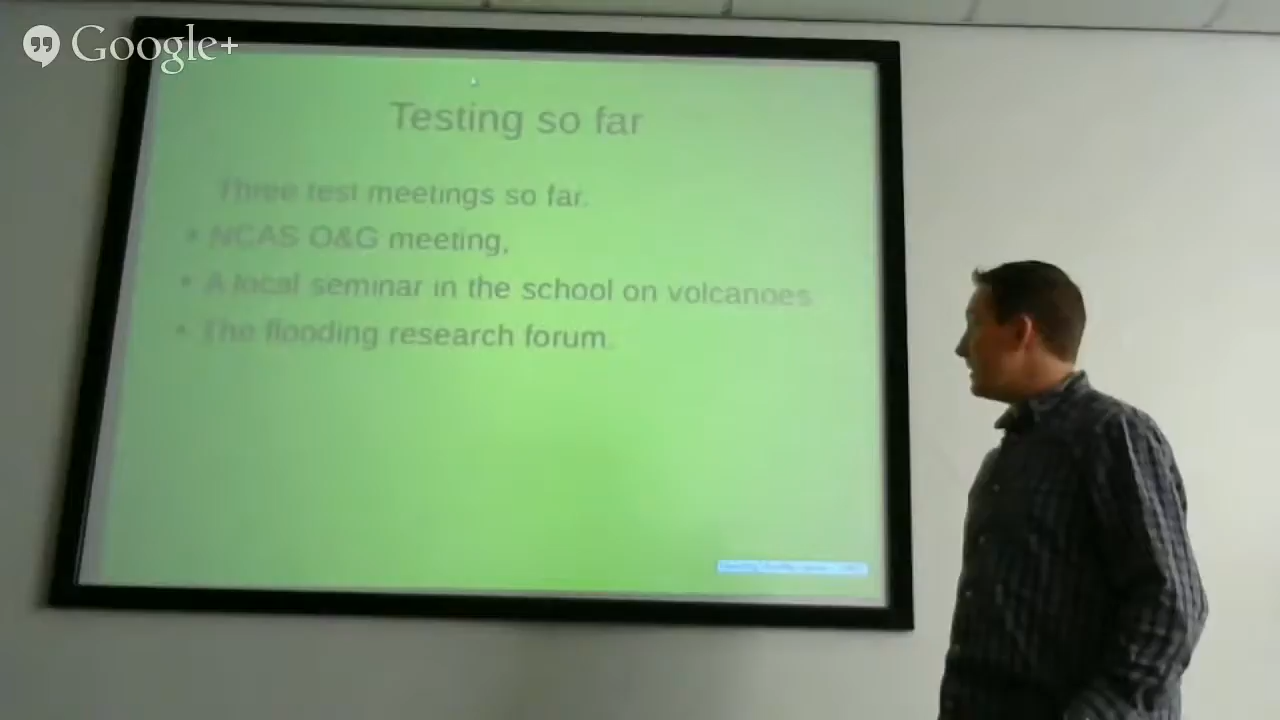 Google+
Testing so far
Three test meetings so far.
• NCAS O&G meeting,
• A local seminar in the school on volcanoes
• The flooding research forum.